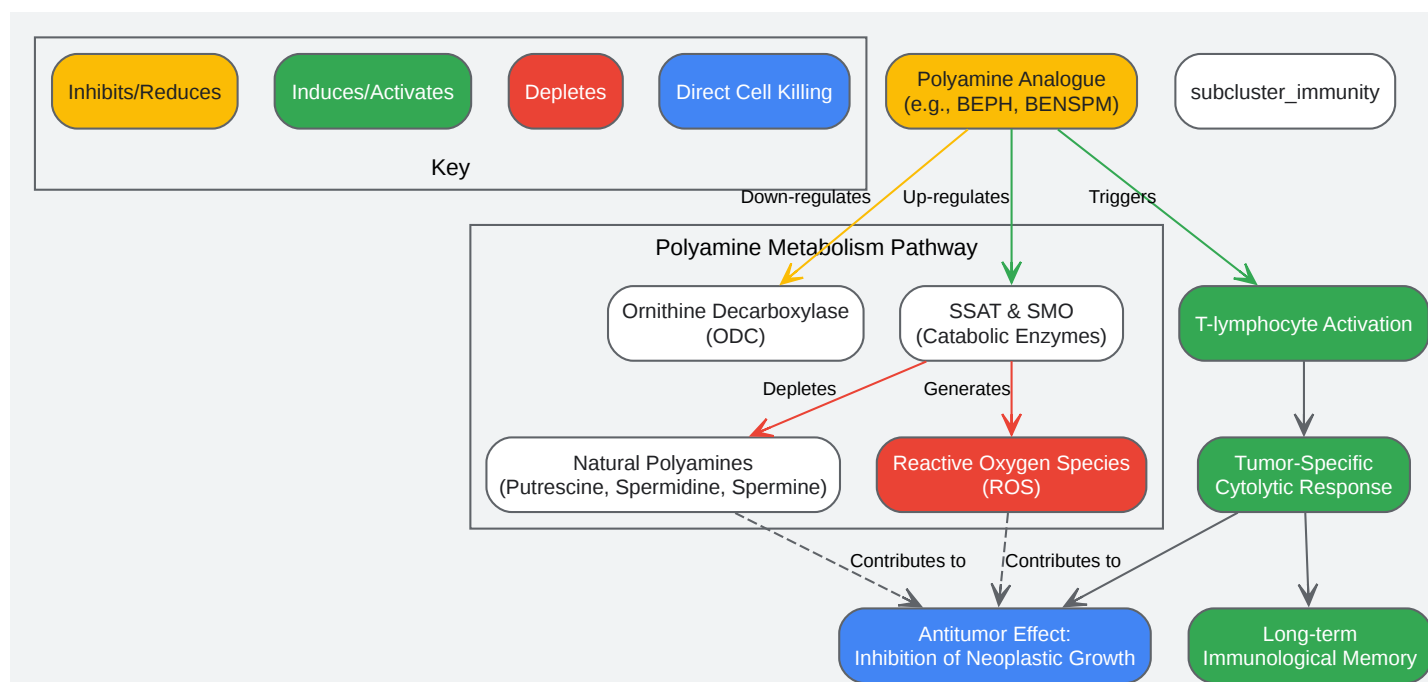 Inhibits/Reduces
Induces/Activates
Depletes
Direct Cell Killing
Key
Polyamine Analogue
(e.g., BEPH, BENSPM)
subcluster_immunity
Down-regulates
Up-regulates
Triggers
Polyamine Metabolism Pathway
Ornithine Decarboxylase
(ODC)
SSAT & SMO
(Catabolic Enzymes)
T-lymphocyte Activation
Depletes
Generates
Natural Polyamines
(Putrescine, Spermidine, Spermine)
Reactive Oxygen Species
(ROS)
Tumor-Specific
Cytolytic Response
Contributes to
Contributes to
Antitumor Effect:
Inhibition of Neoplastic Growth
Long-term
Immunological Memory